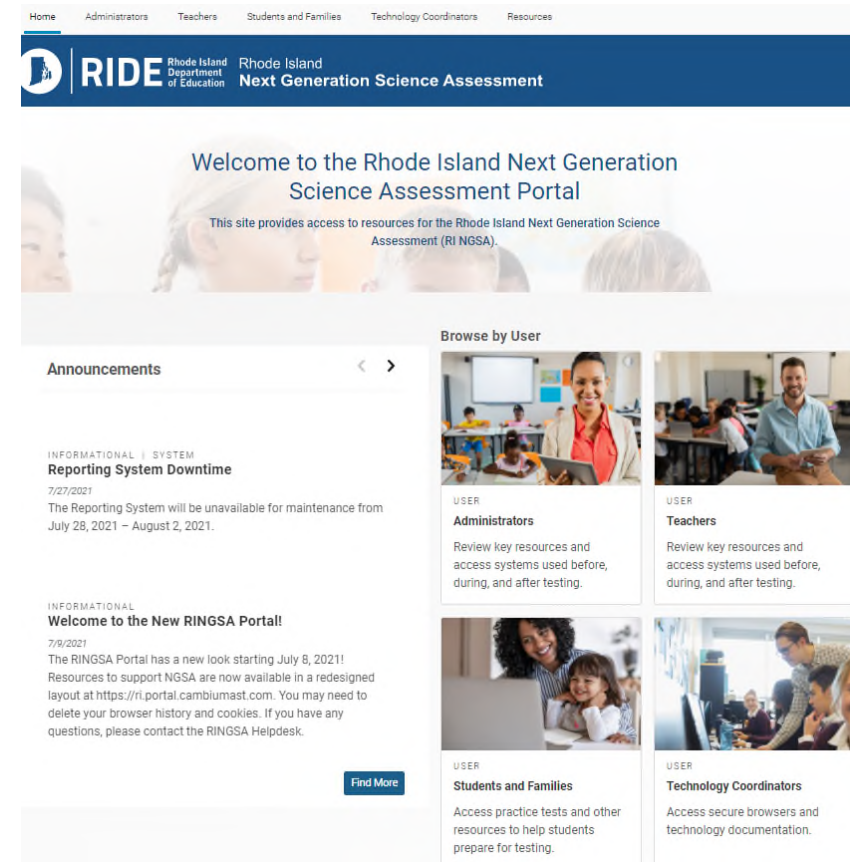 Home Administrators Teachers Students and Families Technology Coordinators Resources
RIDE Rhode Island Department of Education
Rhode Island
Next Generation Science Assessment
Welcome to the Rhode Island Next Generation
Science Assessment Portal
This site provides access to resources for the Rhode Island Next Generation Science
Assessment (RI NGSA).
Announcements
INFORMATIONAL | SYSTEM
Reporting System Downtime
7/27/2021
The Reporting System will be unavailable for maintenance from
July 28, 2021 – August 2, 2021.
INFORMATIONAL
Welcome to the New RINGSA Portal!
7/9/2021
The RINGSA Portal has a new look starting July 8, 2021!
Resources to support NGSA are now available in a redesigned
layout at https://ri.portal.cambiumast.com. You may need to
delete your browser history and cookies. If you have any
questions, please contact the RINGSA Helpdesk.
Find More
Browse by User
USER
Administrators
Review key resources and
access systems used before,
during, and after testing.
USER
Teachers
Review key resources and
access systems used before,
during, and after testing.
USER
Students and Families
Access practice tests and other
resources to help students
prepare for testing.
USER
Technology Coordinators
Access secure browsers and
technology documentation.